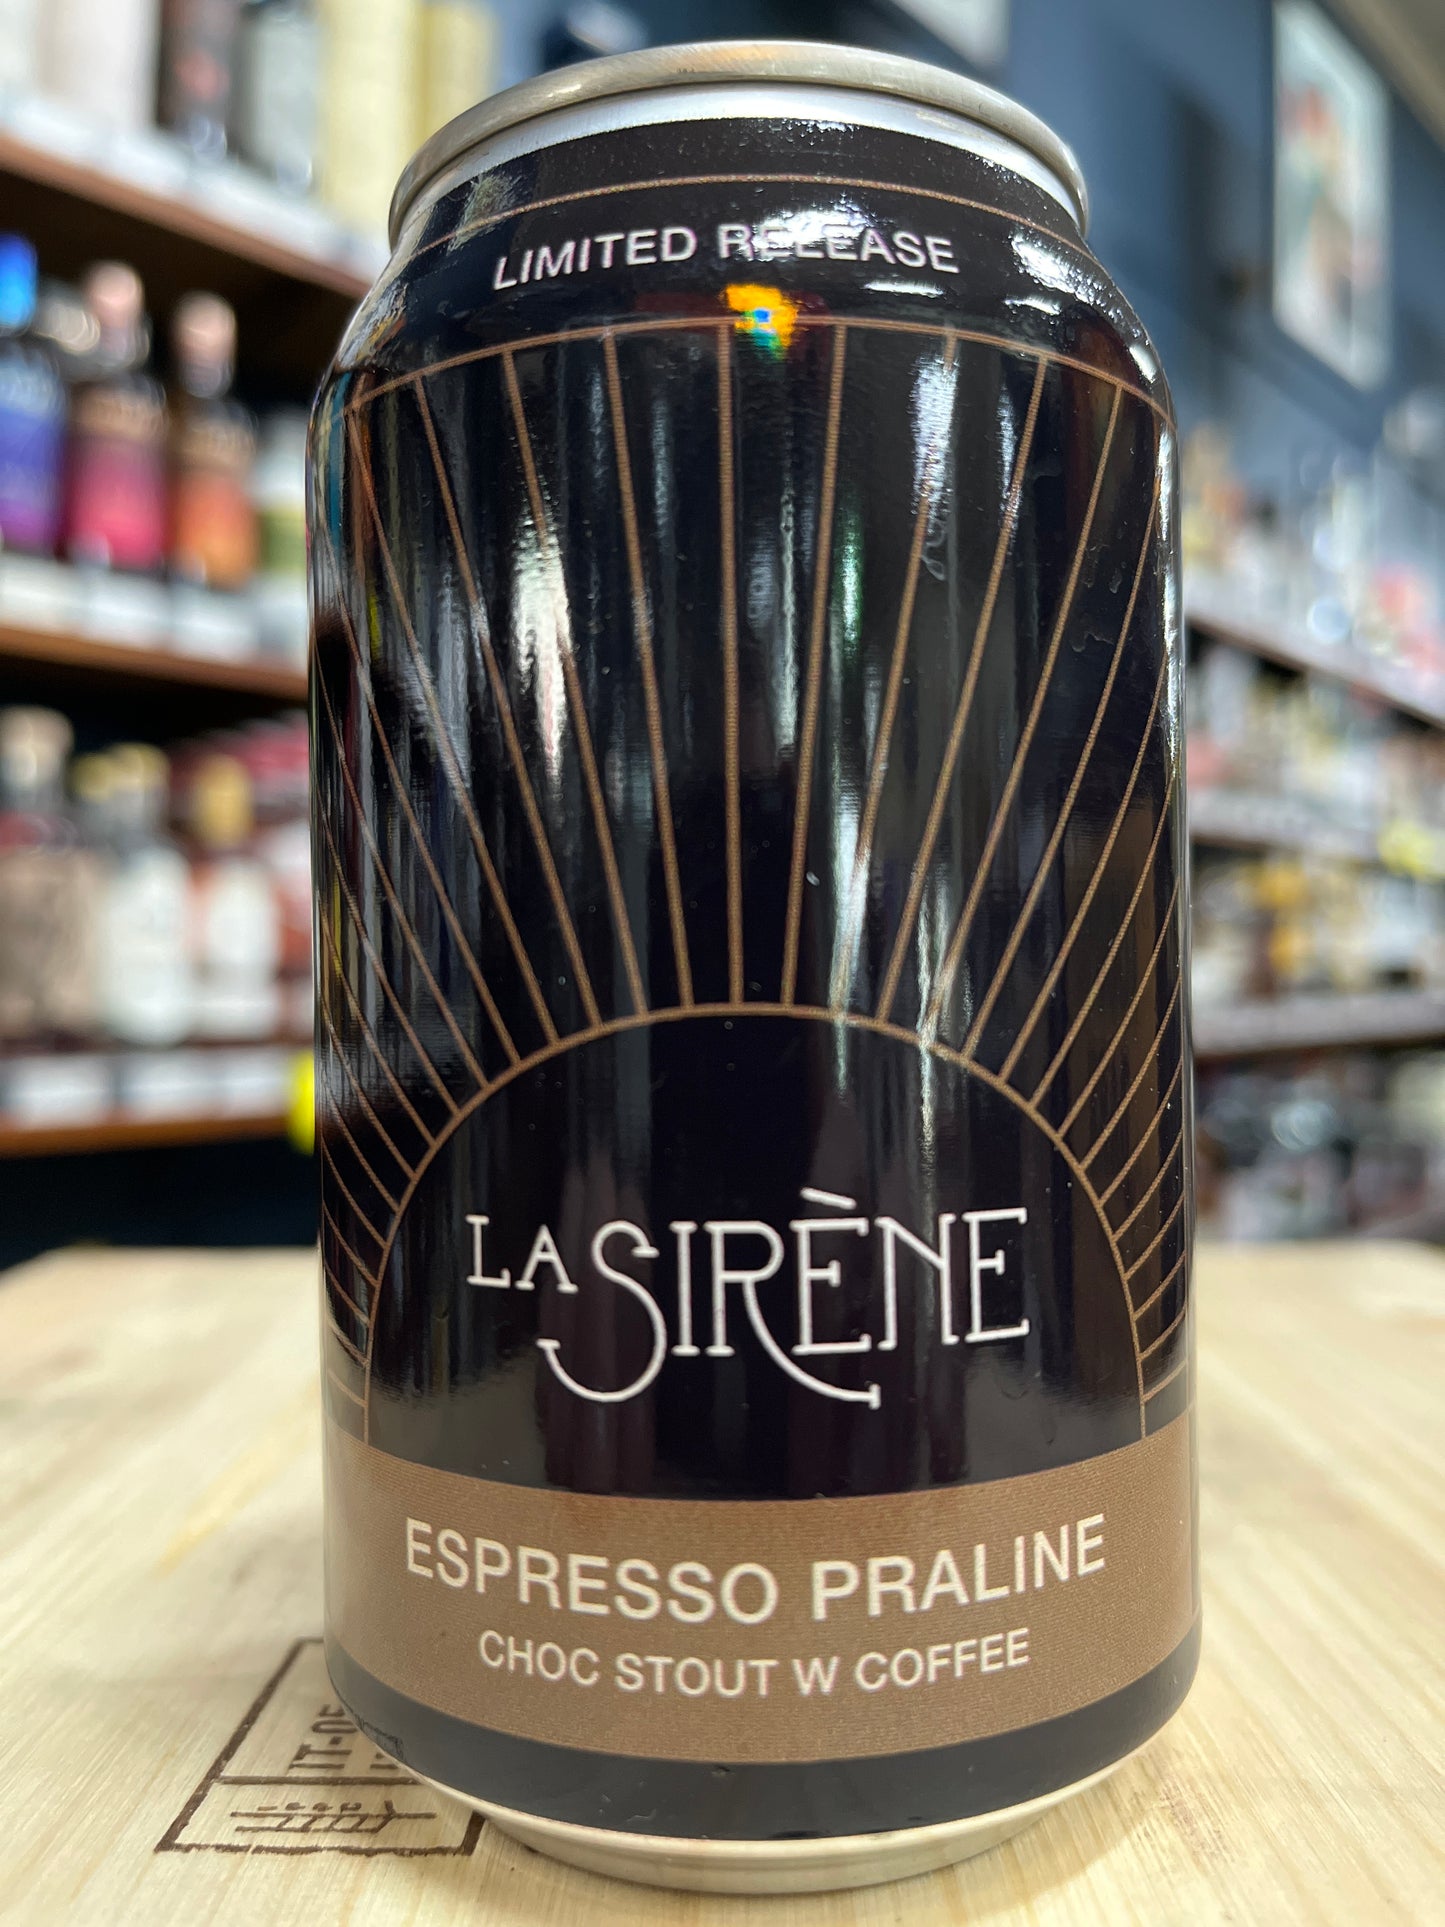 LIMITED RELEASE
LA SIRÈNE
ESPRESSO PRALINE
CHOC STOUT W COFFEE